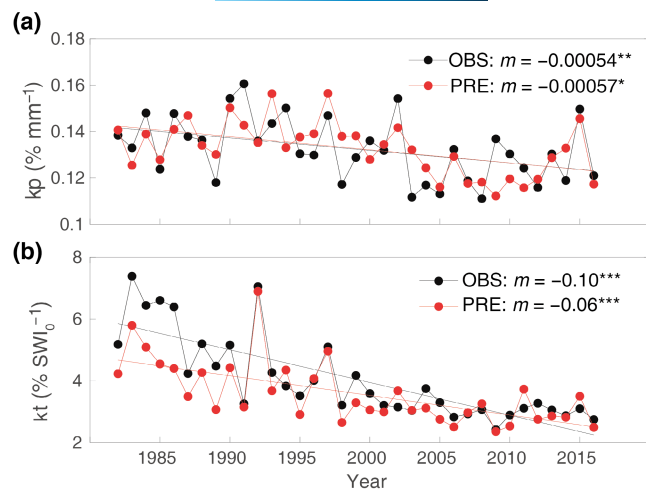 (a)
0.18
0.16
0.14
0.12
0.1
kp (% mm⁻¹)
OBS: m = −0.00054**
PRE: m = −0.00057*
(b)
8
6
4
2
kt (% SWI₀⁻¹)
OBS: m = −0.10***
PRE: m = −0.06***
1985 1990 1995 2000 2005 2010 2015
Year